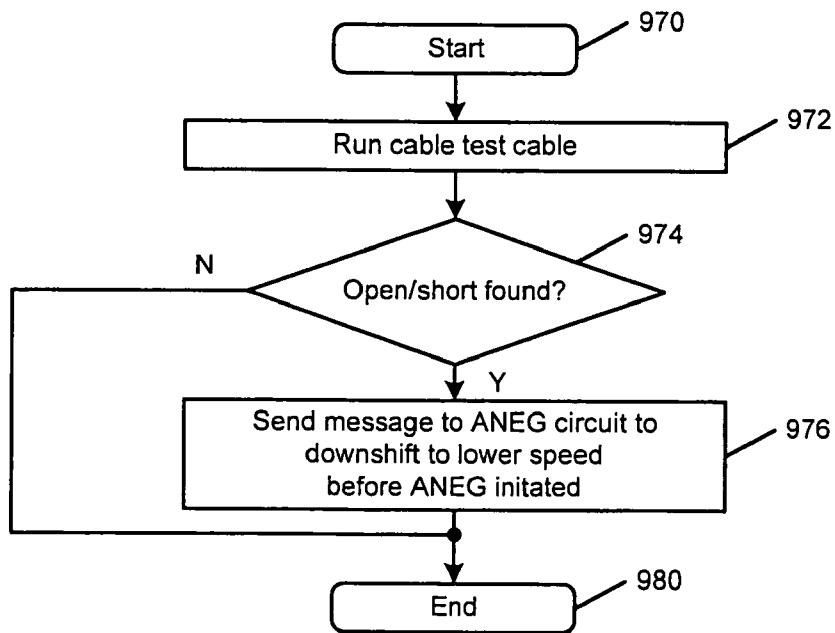 970
Start
972
Run cable test cable
974
N
Open/short found?
Y
Send message to ANEG circuit to
downshift to lower speed
before ANEG initated
976
980
End